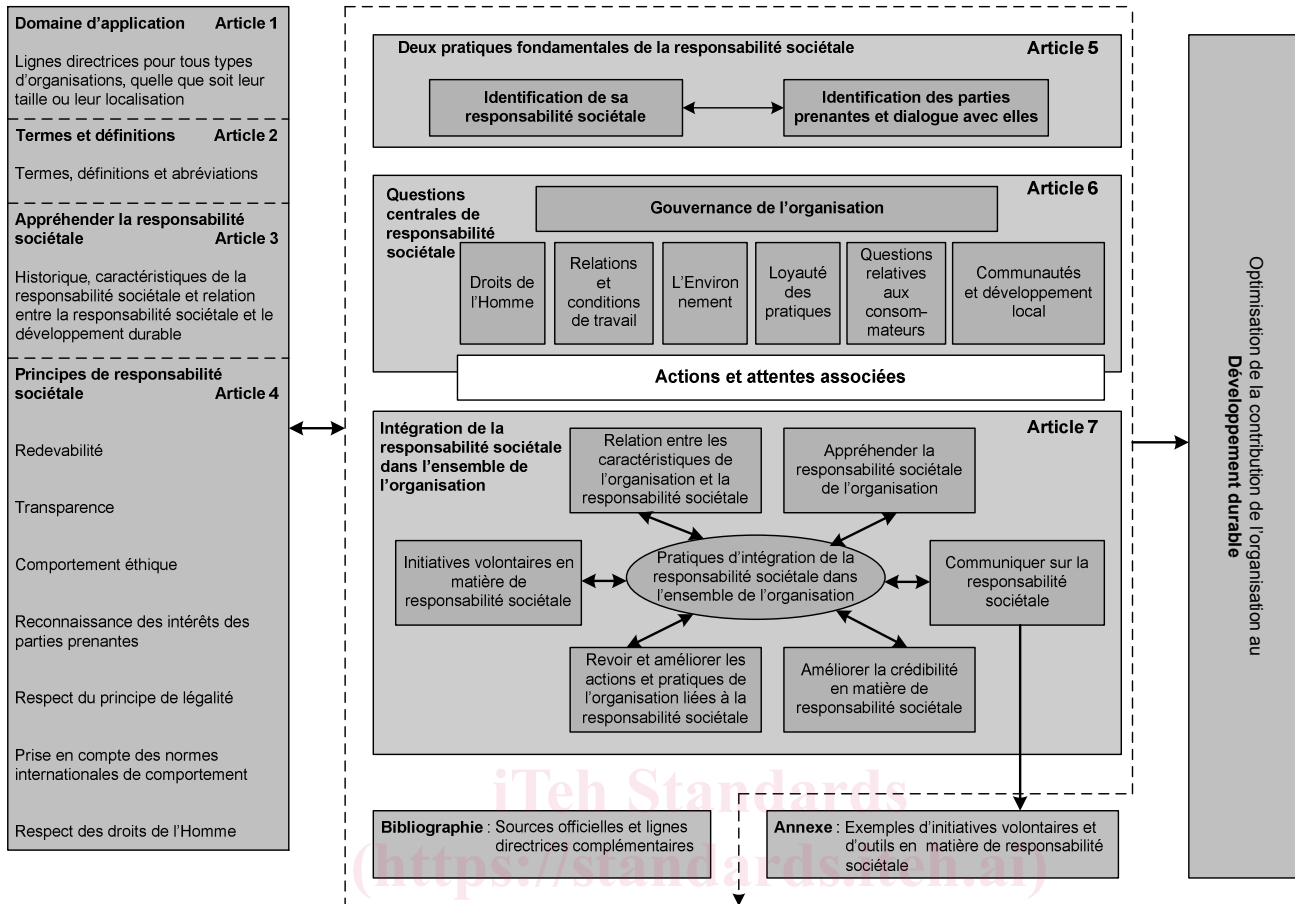 Domaine d'application Article 1
Lignes directrices pour tous types
d'organisations, quelle que soit leur
taille ou leur localisation
Termes et définitions Article 2
Termes, définitions et abréviations
Appréhender la responsabilité
sociétale Article 3
Historique, caractéristiques de la
responsabilité sociétale et relation
entre la responsabilité sociétale et le
développement durable
Principes de responsabilité
sociétale Article 4
Redevabilité
Transparence
Comportement éthique
Reconnaissance des intérêts des
parties prenantes
Respect du principe de légalité
Prise en compte des normes
internationales de comportement
Respect des droits de l'Homme
Deux pratiques fondamentales de la responsabilité sociétale Article 5
Identification de sa
responsabilité sociétale
Identification des parties
prenantes et dialogue avec elles
Questions
centrales de
responsabilité
sociétale
Article 6
Gouvernance de l'organisation
Droits de
l'Homme
Relations
et
conditions
de travail
L'Environ
nement
Loyauté
des
pratiques
Questions
relatives
aux
consom-
mateurs
Communautés
et développement
local
Actions et attentes associées
Intégration de la
responsabilité sociétale
dans l'ensemble de
l'organisation
Article 7
Relation entre les
caractéristiques de
l'organisation et la
responsabilité sociétale
Appréhender la
responsabilité sociétale
de l'organisation
Initiatives volontaires en
matière de
responsabilité sociétale
Pratiques d'intégration de la
responsabilité sociétale dans
l'ensemble de l'organisation
Communiquer sur la
responsabilité
sociétale
Revoir et améliorer les
actions et pratiques de
l'organisation liées à la
responsabilité sociétale
Améliorer la crédibilité
en matière de
responsabilité sociétale
Bibliographie : Sources officielles et lignes
directrices complémentaires
Annexe : Exemples d'initiatives volontaires et
d'outils en matière de responsabilité
sociétale
Optimisation de la contribution de l'organisation au
Développement durable
iTeh Standards
(https://standards.iteh.ai)